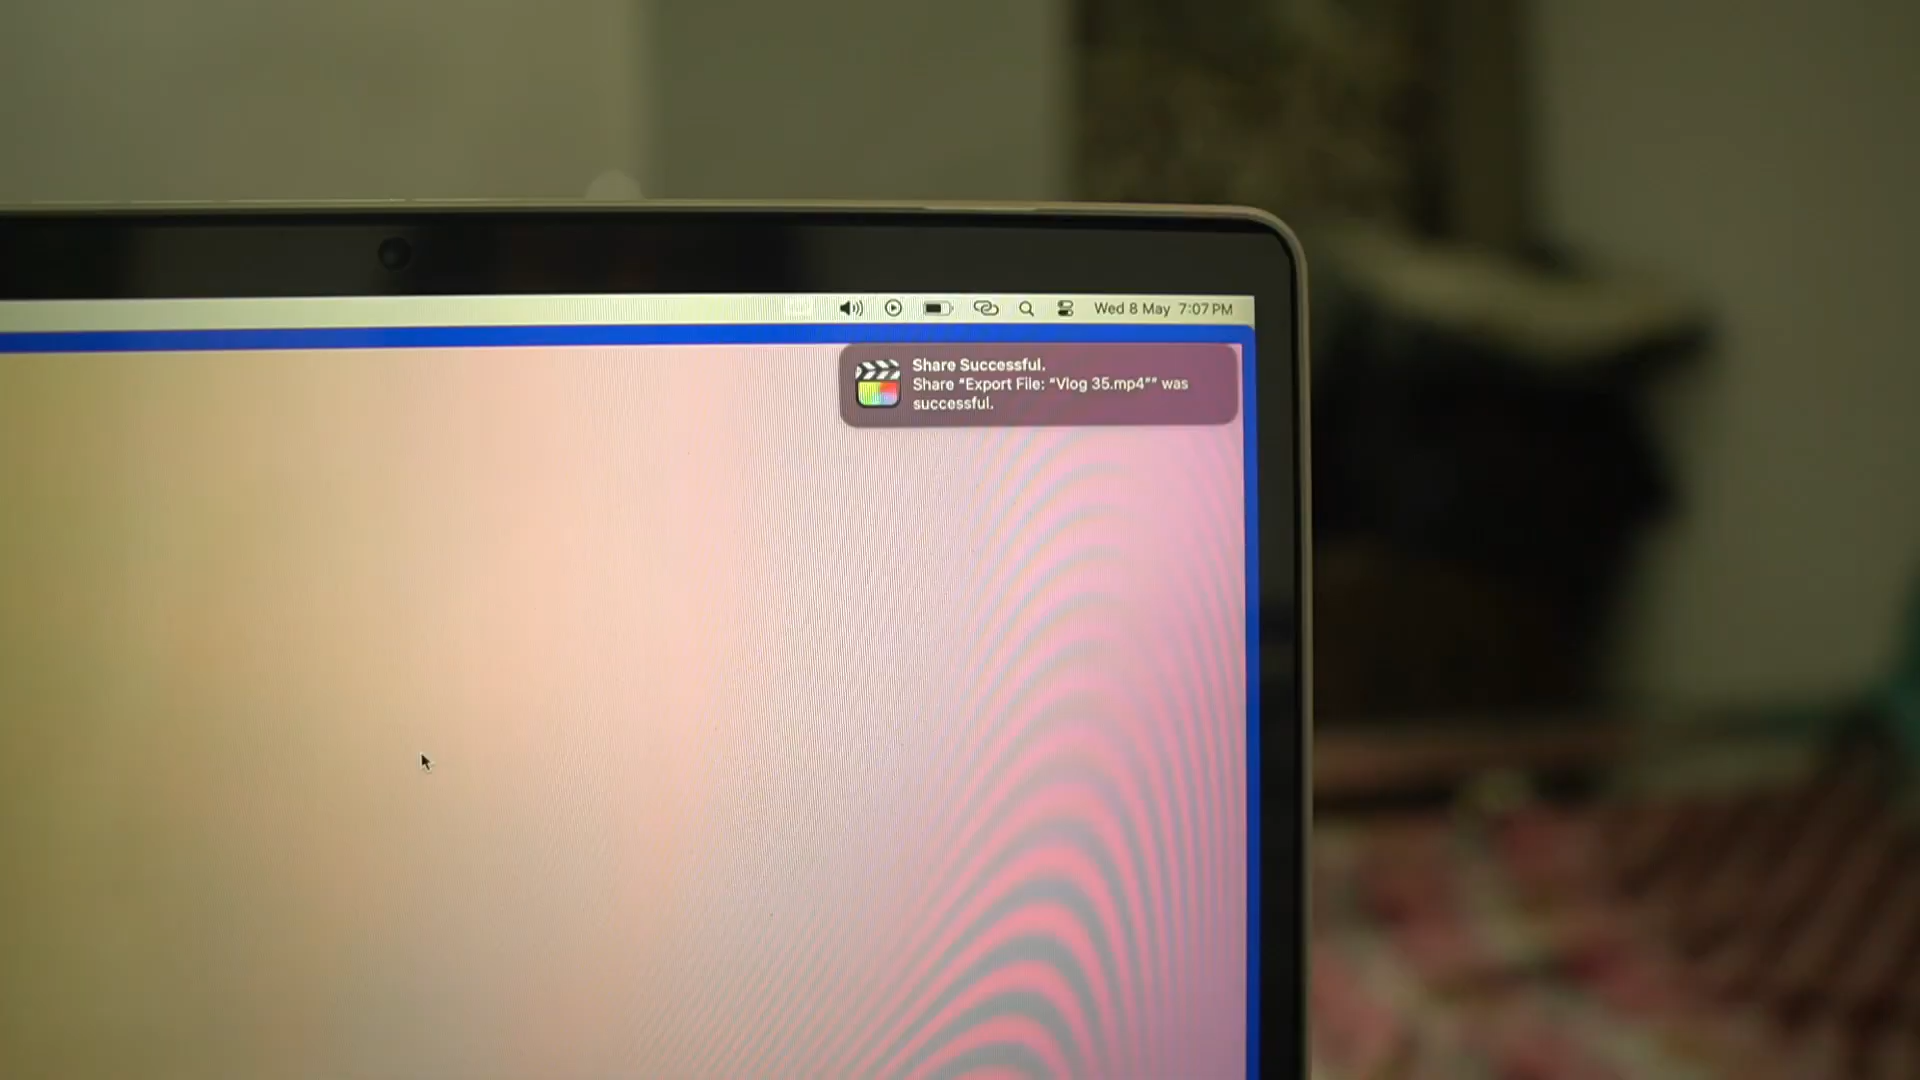 Wed 8 May 7:07 PM
Share Successful.
Share "Export File: "Vlog 35.mp4"" was
successful.